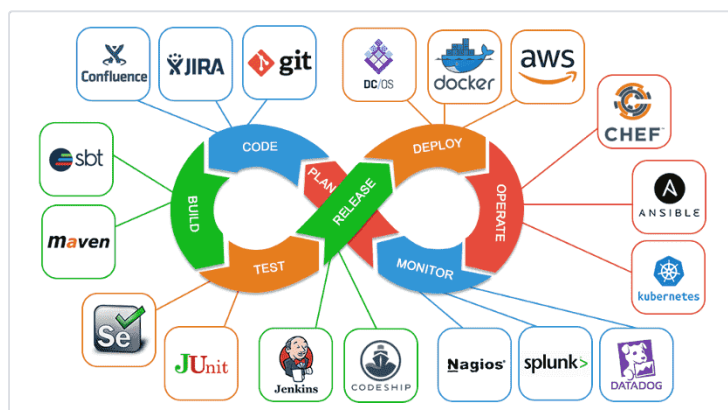 Confluence
JIRA
git
DC/OS
docker
aws
CHEF
sbt
CODE
PLAN
RELEASE
DEPLOY
OPERATE
BUILD
ANSIBLE
maven
TEST
MONITOR
kubernetes
Se
JUnit
Jenkins
CODESHIP
Nagios®
splunk>
DATADOG